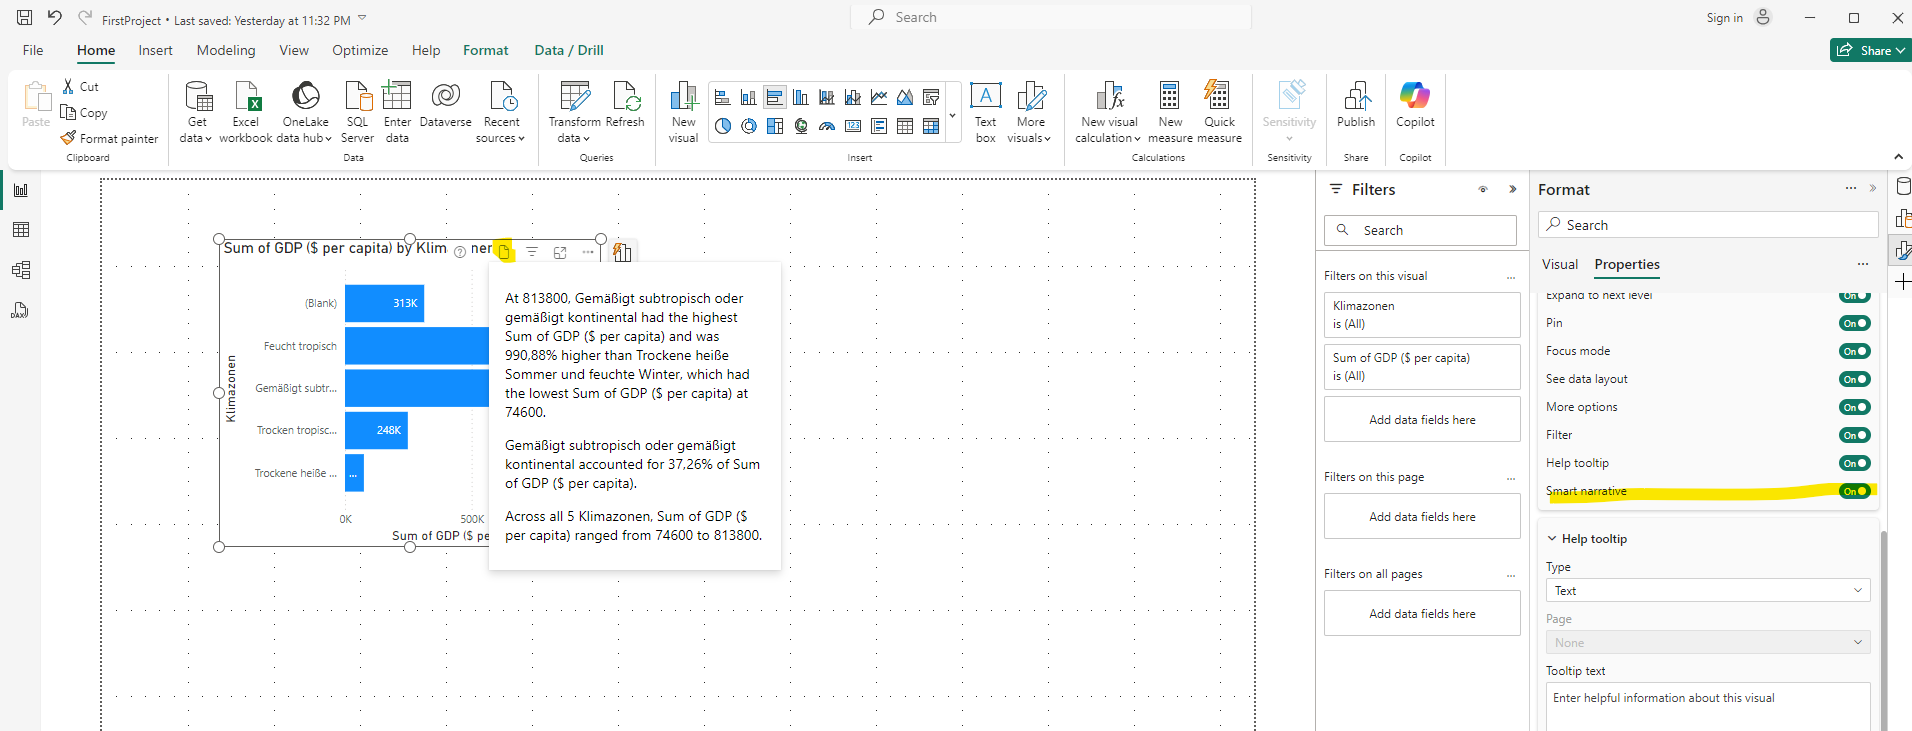 FirstProject • Last saved: Yesterday at 11:32 PM
Search
Sign in
File
Home
Insert
Modeling
View
Optimize
Help
Format
Data / Drill
Share
Paste
Cut
Copy
Format painter
Clipboard
Get
data
Excel
workbook
OneLake
data hub
SQL
Server
Enter
data
Dataverse
Recent
sources
Data
Transform
data
Refresh
Queries
New
visual
123
A
Text
box
More
visuals
Insert
fx
New visual
calculation
New
measure
Quick
measure
Calculations
Sensitivity
Sensitivity
Publish
Share
Copilot
Copilot
DAX
Sum of GDP ($ per capita) by Klim
ner
Klimazonen
(Blank)
313K
Feucht tropisch
Gemäßigt subtr...
Trocken tropisc...
248K
Trockene heiße ...
...
0K
500K
Sum of GDP ($ pe
At 813800, Gemäßigt subtropisch oder
gemäßigt kontinental had the highest
Sum of GDP ($ per capita) and was
990,88% higher than Trockene heiße
Sommer und feuchte Winter, which had
the lowest Sum of GDP ($ per capita) at
74600.
Gemäßigt subtropisch oder gemäßigt
kontinental accounted for 37,26% of Sum
of GDP ($ per capita).
Across all 5 Klimazonen, Sum of GDP ($
per capita) ranged from 74600 to 813800.
Filters
Search
Filters on this visual
Klimazonen
is (All)
Sum of GDP ($ per capita)
is (All)
Add data fields here
Filters on this page
Add data fields here
Filters on all pages
Add data fields here
Format
Search
Visual
Properties
Expand to next level
On
Pin
On
Focus mode
On
See data layout
On
More options
On
Filter
On
Help tooltip
On
Smart narrative
On
Help tooltip
Type
Text
Page
None
Tooltip text
Enter helpful information about this visual